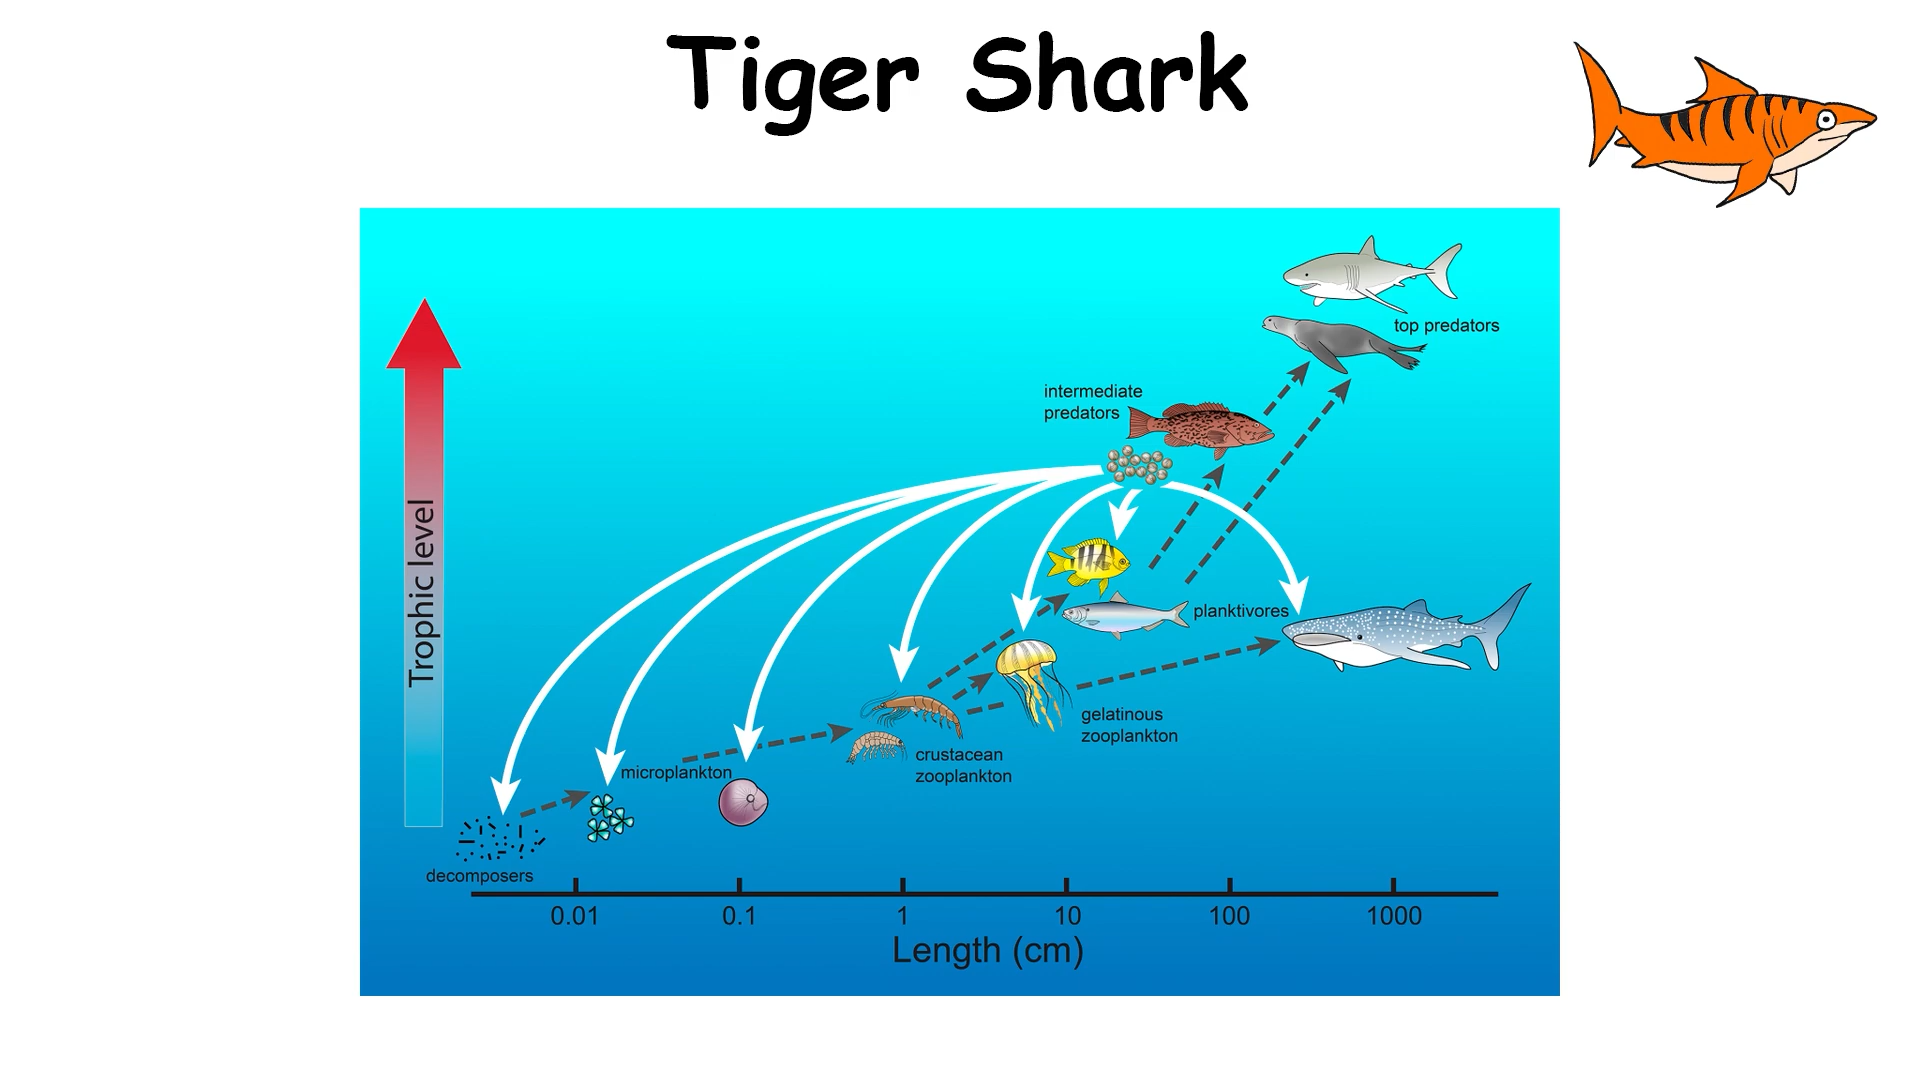 Tiger Shark
top predators
intermediate
predators
Trophic level
planktivores
gelatinous
zooplankton
crustacean
zooplankton
microplankton
decomposers
0.01 0.1 1 10 100 1000
Length (cm)